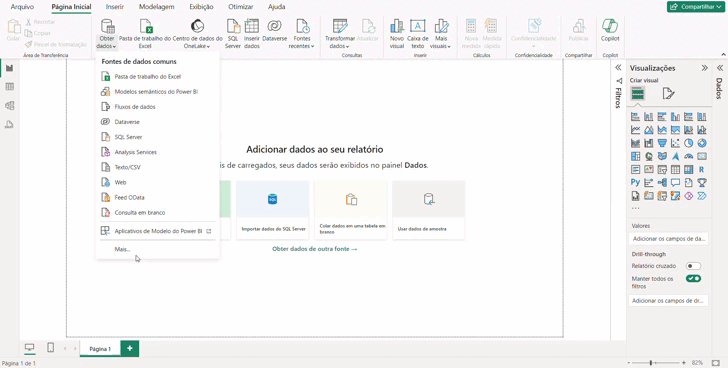 Arquivo Página Inicial Inserir Modelagem Exibição Otimizar Ajuda Compartilhar
Colar
Recortar
Copiar
Pincel de formatação
Área de Transferência
Obter dados
Pasta de trabalho do Excel
Centro de dados do OneLake
SQL Server
Inserir dados
Dataverse
Fontes recentes
Transformar dados
Atualizar
Consultas
Novo visual
Caixa de texto
Mais visuais
Inserir
Nova medida
Medida rápida
Cálculos
Confidencialidade
Confidencialidade
Publicar
Copilot
Copilot
Fontes de dados comuns
Pasta de trabalho do Excel
Modelos semânticos do Power BI
Fluxos de dados
Dataverse
SQL Server
Analysis Services
Texto/CSV
Web
Feed OData
Consulta em branco
Aplicativos de Modelo do Power BI
Mais...
Adicionar dados ao seu relatório
is de carregados, seus dados serão exibidos no painel Dados.
SQL
Importar dados do SQL Server
Colar dados em uma tabela em branco
Usar dados de amostra
Obter dados de outra fonte →
Filtros
Visualizações
Criar visual
R
Py
...
Valores
Adicionar os campos de da...
Drill-through
Relatório cruzado
Manter todos os
filtros
Adicionar os campos de dr...
Dados
Página 1
+
Página 1 de 1
82%